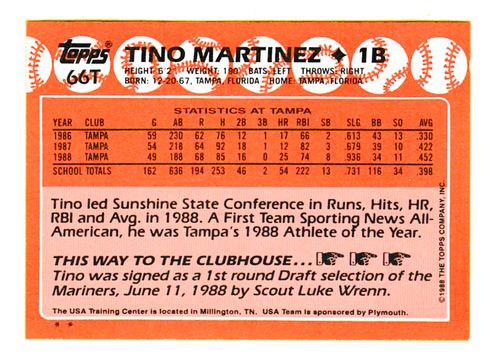 Topps TINO MARTINEZ ♦ 1B
66T HEIGHT: 6'2" WEIGHT: 190 BATS: LEFT THROWS: RIGHT
BORN: 12-20-67, TAMPA, FLORIDA HOME: TAMPA, FLORIDA
STATISTICS AT TAMPA
YEAR CLUB G AB R H 2B 3B HR RBI SB SLG BB SO AVG
1986 TAMPA 59 230 62 76 12 1 17 66 2 .613 43 13 .330
1987 TAMPA 54 218 64 92 18 1 12 82 3 .679 39 10 .422
1988 TAMPA 49 188 68 85 16 0 25 74 8 .936 34 11 .452
SCHOOL TOTALS 162 636 194 253 46 2 54 222 13 .731 116 34 .398
Tino led Sunshine State Conference in Runs, Hits, HR,
RBI and Avg. in 1988. A First Team Sporting News All-
American, he was Tampa's 1988 Athlete of the Year.
THIS WAY TO THE CLUBHOUSE...
Tino was signed as a 1st round Draft selection of the
Mariners, June 11, 1988 by Scout Luke Wrenn.
The USA Training Center is located in Millington, TN. USA Team is sponsored by Plymouth.
* *
©1988 THE TOPPS COMPANY, INC.